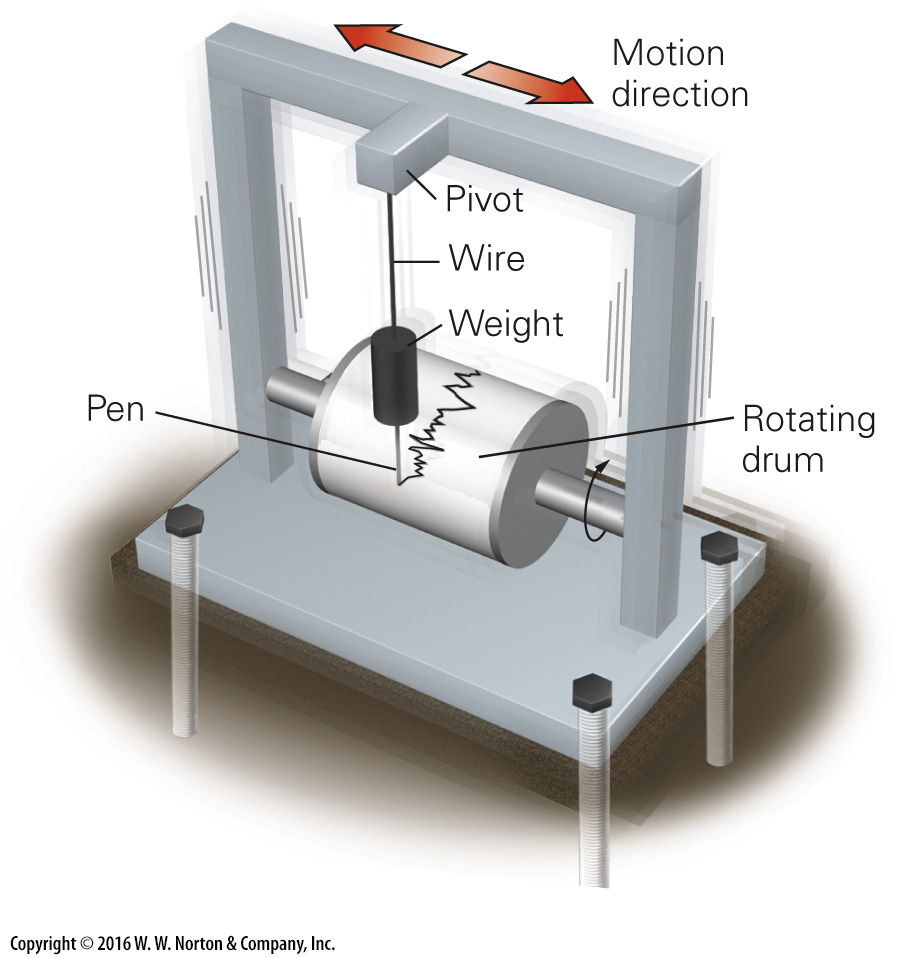 Motion
direction
Pivot
Wire
Weight
Pen
Rotating
drum
Copyright © 2016 W. W. Norton & Company, Inc.